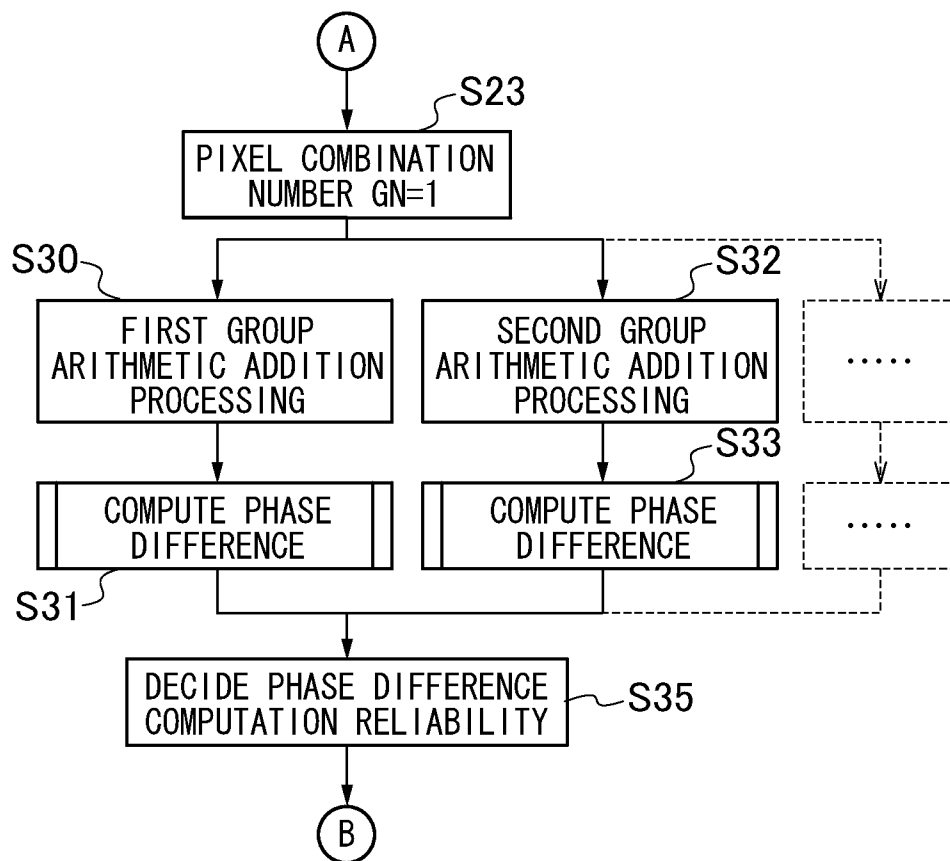 A
S23
PIXEL COMBINATION
NUMBER GN=1
S30
FIRST GROUP
ARITHMETIC ADDITION
PROCESSING
S32
SECOND GROUP
ARITHMETIC ADDITION
PROCESSING
.....
COMPUTE PHASE
DIFFERENCE
S31
S33
COMPUTE PHASE
DIFFERENCE
.....
DECIDE PHASE DIFFERENCE
COMPUTATION RELIABILITY
S35
B